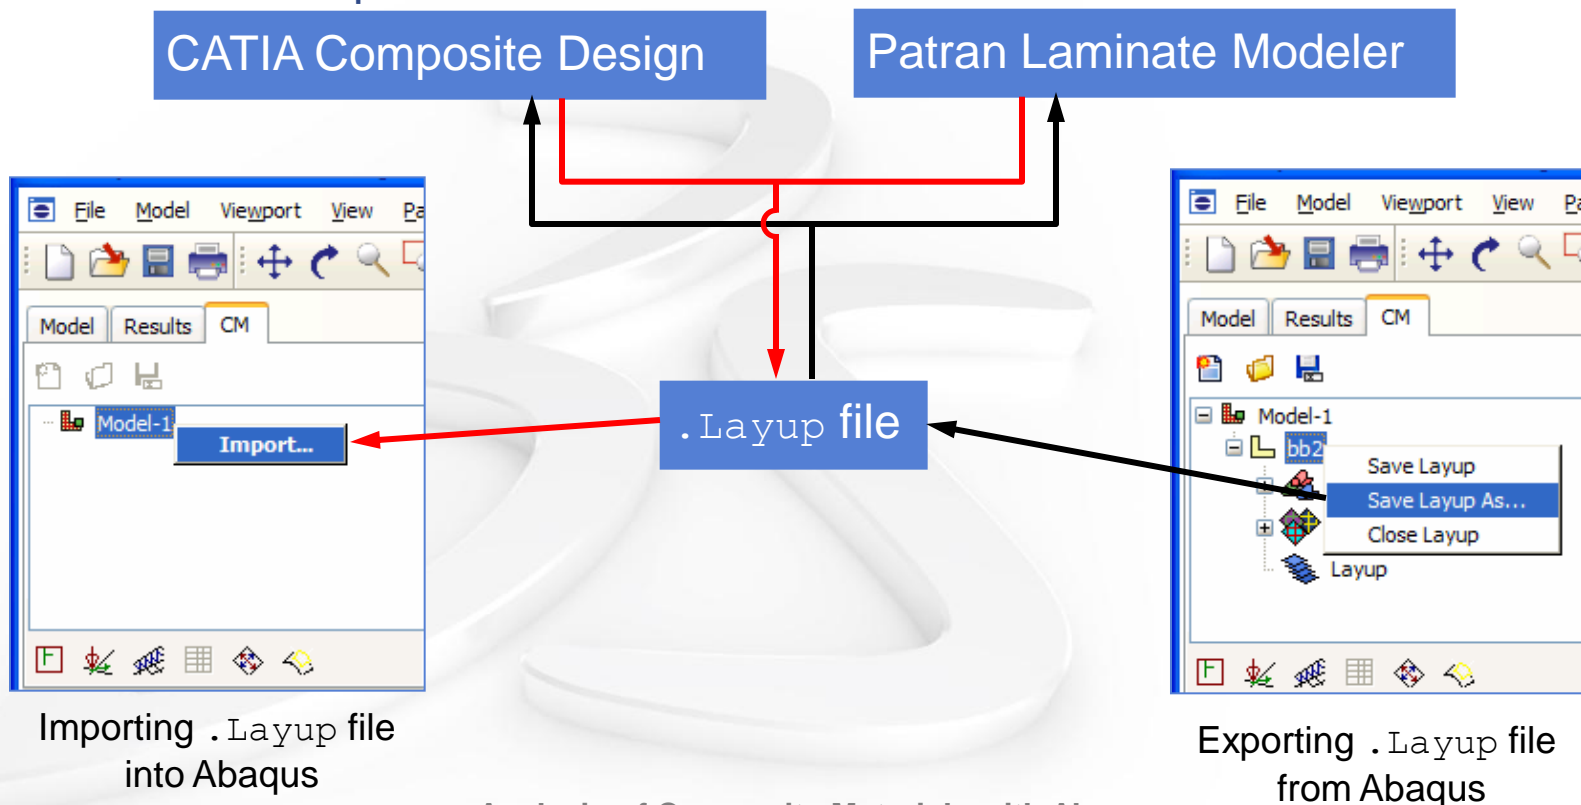 CATIA Composite Design
Patran Laminate Modeler
File Model Viewport View
Model Results CM
Model-1
Import...
.Layup file
File Model Viewport View
Model Results CM
Model-1
bb2
Save Layup
Save Layup As...
Close Layup
Layup
Importing .Layup file
into Abaqus
Exporting .Layup file
from Abaqus